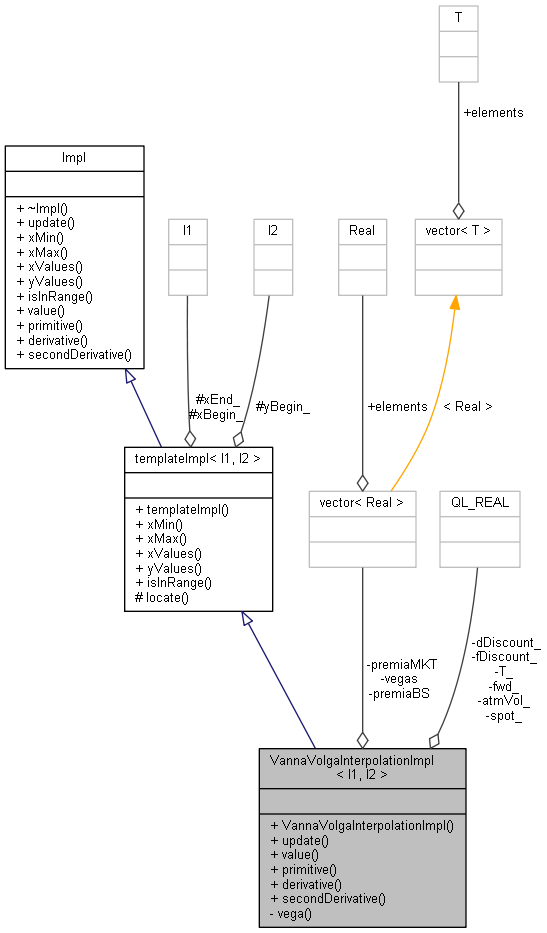 T
+elements
Impl
+ ~Impl()
+ update()
+ xMin()
+ xMax()
+ xValues()
+ yValues()
+ isInRange()
+ value()
+ primitive()
+ derivative()
+ secondDerivative()
I1
I2
Real
vector< T >
#xEnd_
#xBegin_
#yBegin_
+elements
< Real >
templateImpl< I1, I2 >
+ templateImpl()
+ xMin()
+ xMax()
+ xValues()
+ yValues()
+ isInRange()
# locate()
vector< Real >
QL_REAL
-premiaMKT
-vegas
-premiaBS
-dDiscount_
-fDiscount_
-T_
-fwd_
-atmVol_
-spot_
VannaVolgaInterpolationImpl
< I1, I2 >
+ VannaVolgaInterpolationImpl()
+ update()
+ value()
+ primitive()
+ derivative()
+ secondDerivative()
- vega()